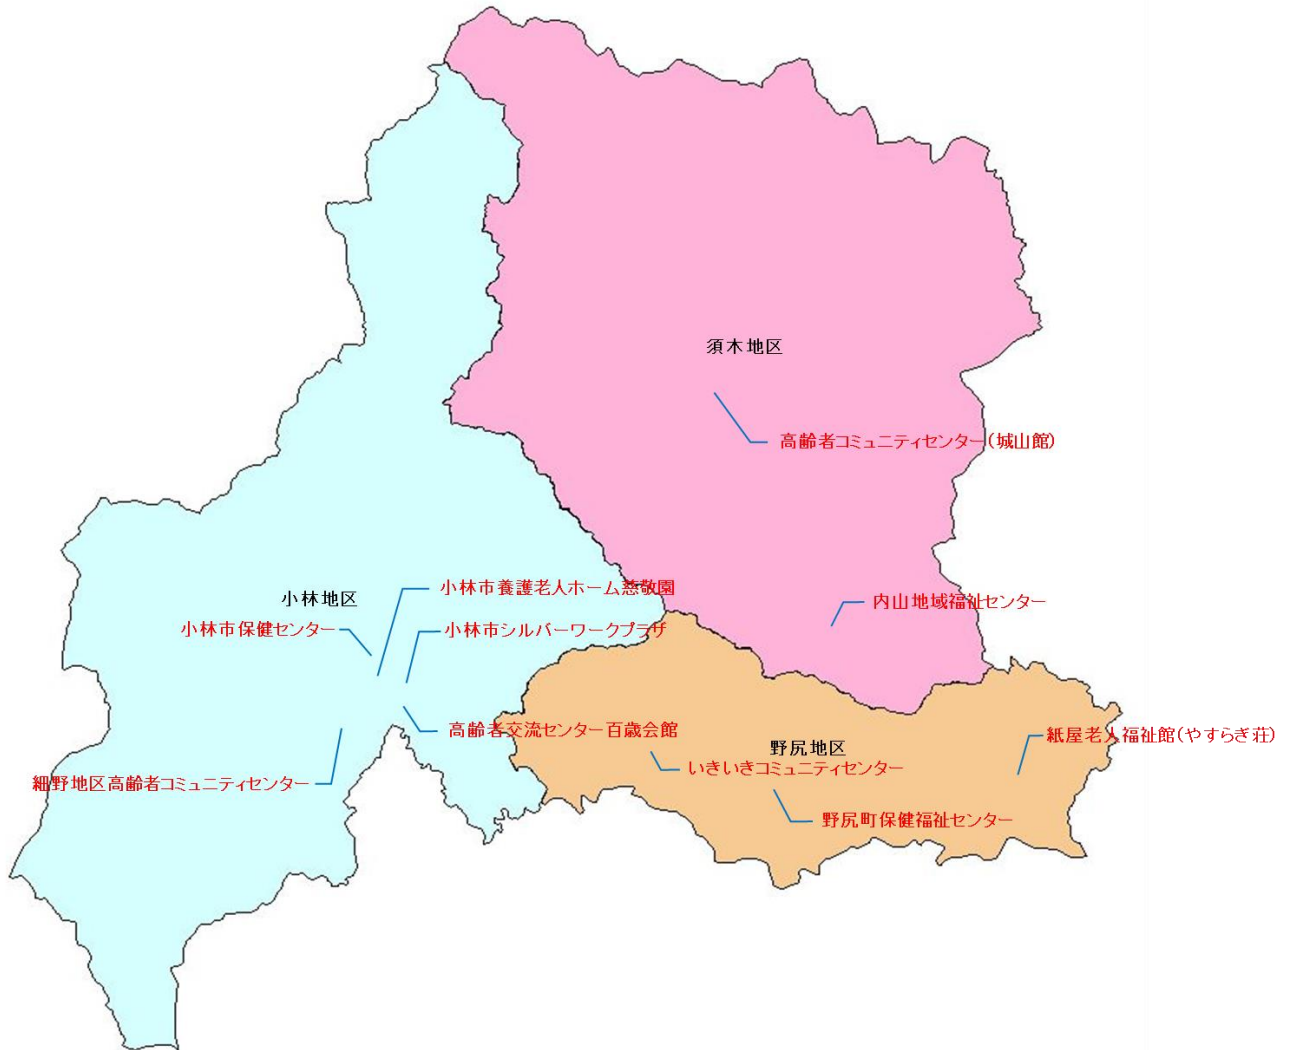 須木地区
高齢者コミュニティセンター(城山館)
小林市養護老人ホーム慈敬園
小林地区
内山地域福祉センター
小林市保健センター
小林市シルバーワークプラザ
高齢者交流センター百歳会館
紙屋老人福祉館(やすらぎ荘)
野尻地区
いきいきコミュニティセンター
細野地区高齢者コミュニティセンター
野尻町保健福祉センター